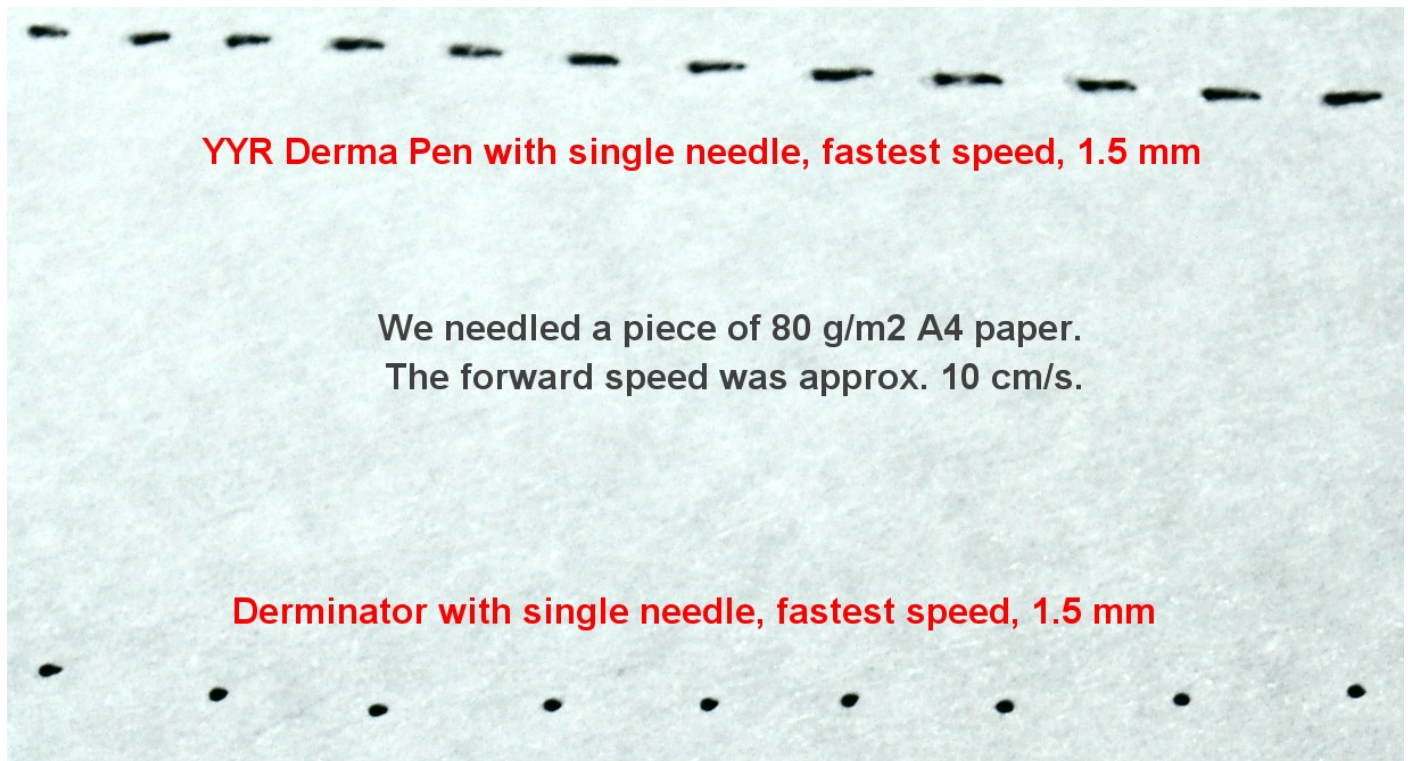 YYR Derma Pen with single needle, fastest speed, 1.5 mm
We needled a piece of 80 g/m2 A4 paper.
The forward speed was approx. 10 cm/s.
Derminator with single needle, fastest speed, 1.5 mm